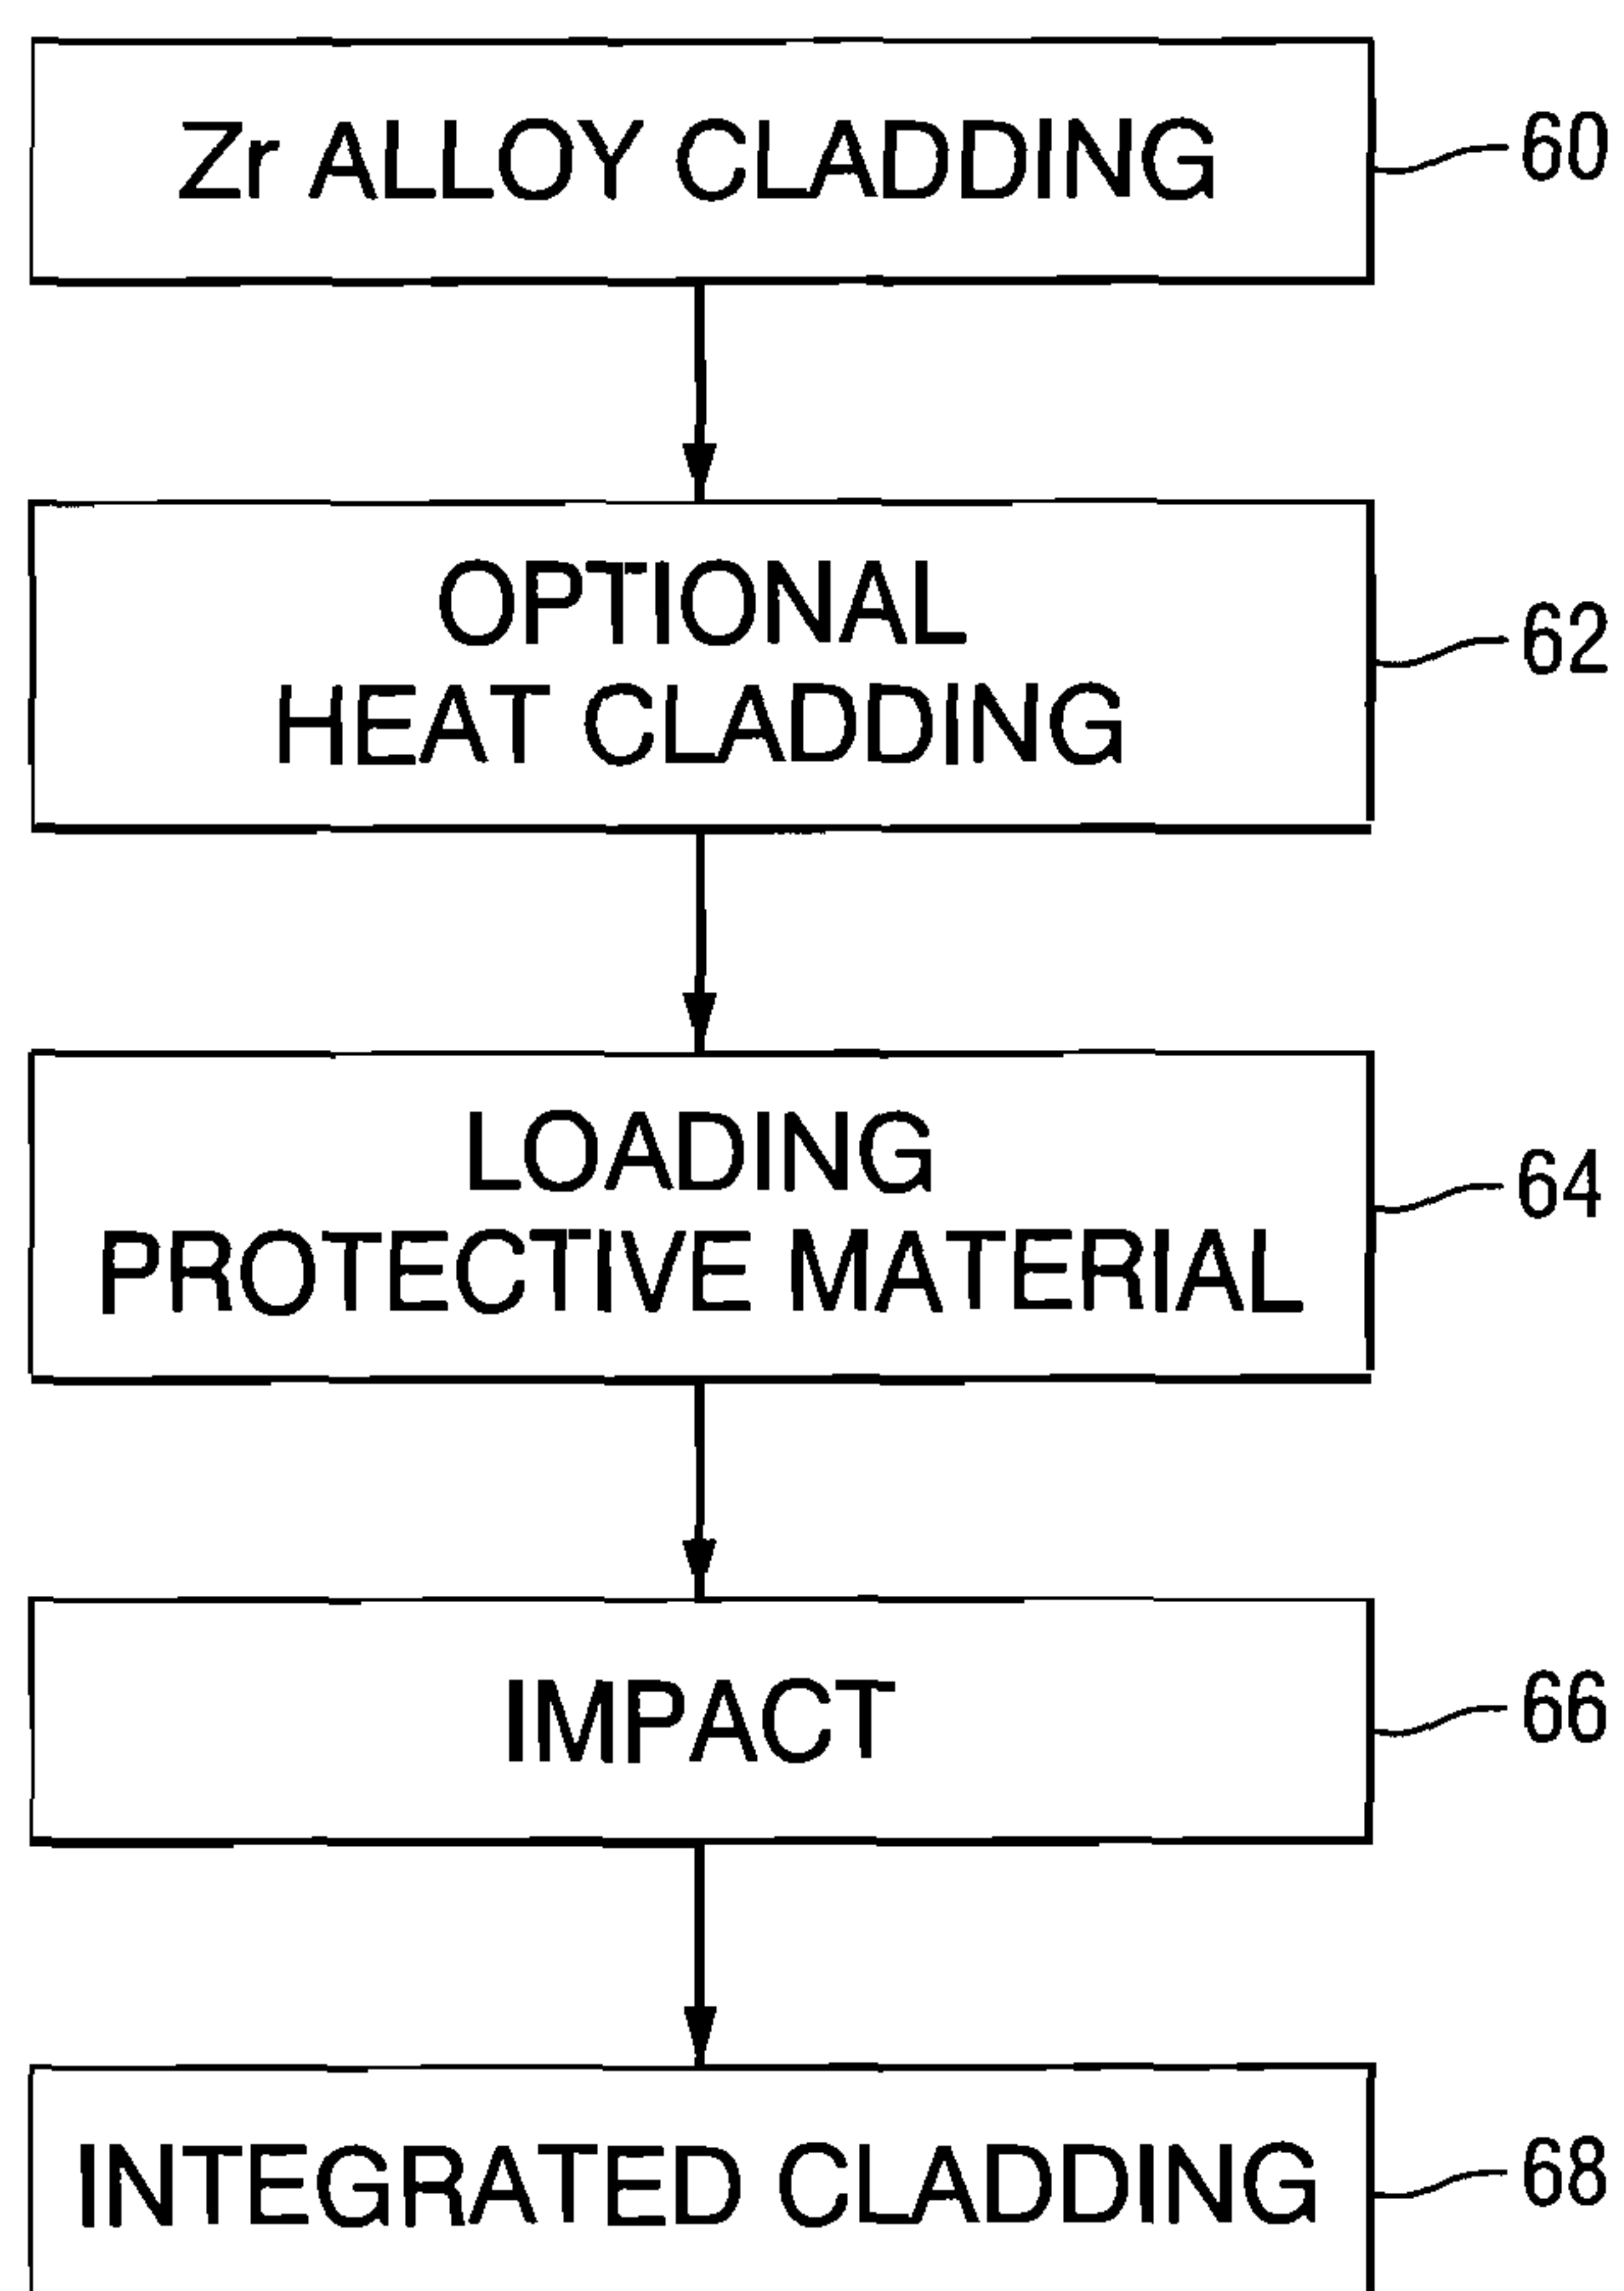 Zr ALLOY CLADDING
60
OPTIONAL
HEAT CLADDING
62
LOADING
PROTECTIVE MATERIAL
64
IMPACT
66
INTEGRATED CLADDING
68